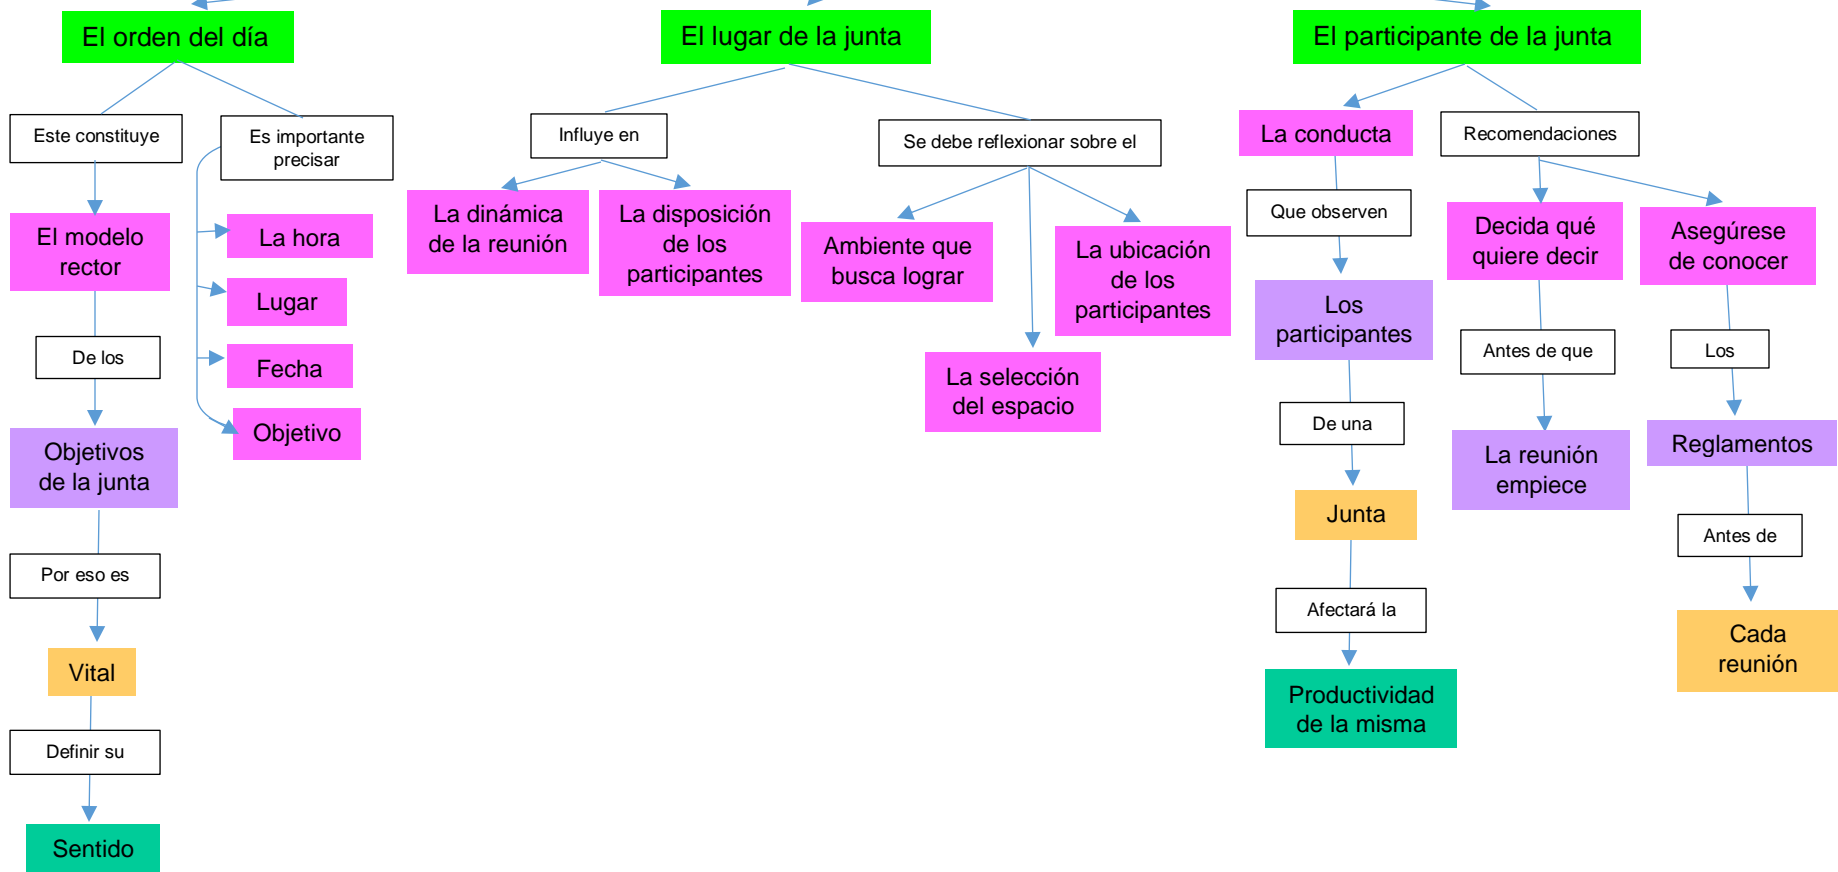 El orden del día
El lugar de la junta
El participante de la junta
Este constituye
Es importante
precisar
El modelo
rector
La hora
Lugar
Fecha
Objetivo
De los
Objetivos
de la junta
Por eso es
Vital
Definir su
Sentido
Influye en
La dinámica
de la reunión
La disposición
de los
participantes
Se debe reflexionar sobre el
Ambiente que
busca lograr
La ubicación
de los
participantes
La selección
del espacio
La conducta
Que observen
Los
participantes
De una
Junta
Afectará la
Productividad
de la misma
Recomendaciones
Decida qué
quiere decir
Antes de que
La reunión
empiece
Asegúrese
de conocer
Los
Reglamentos
Antes de
Cada
reunión